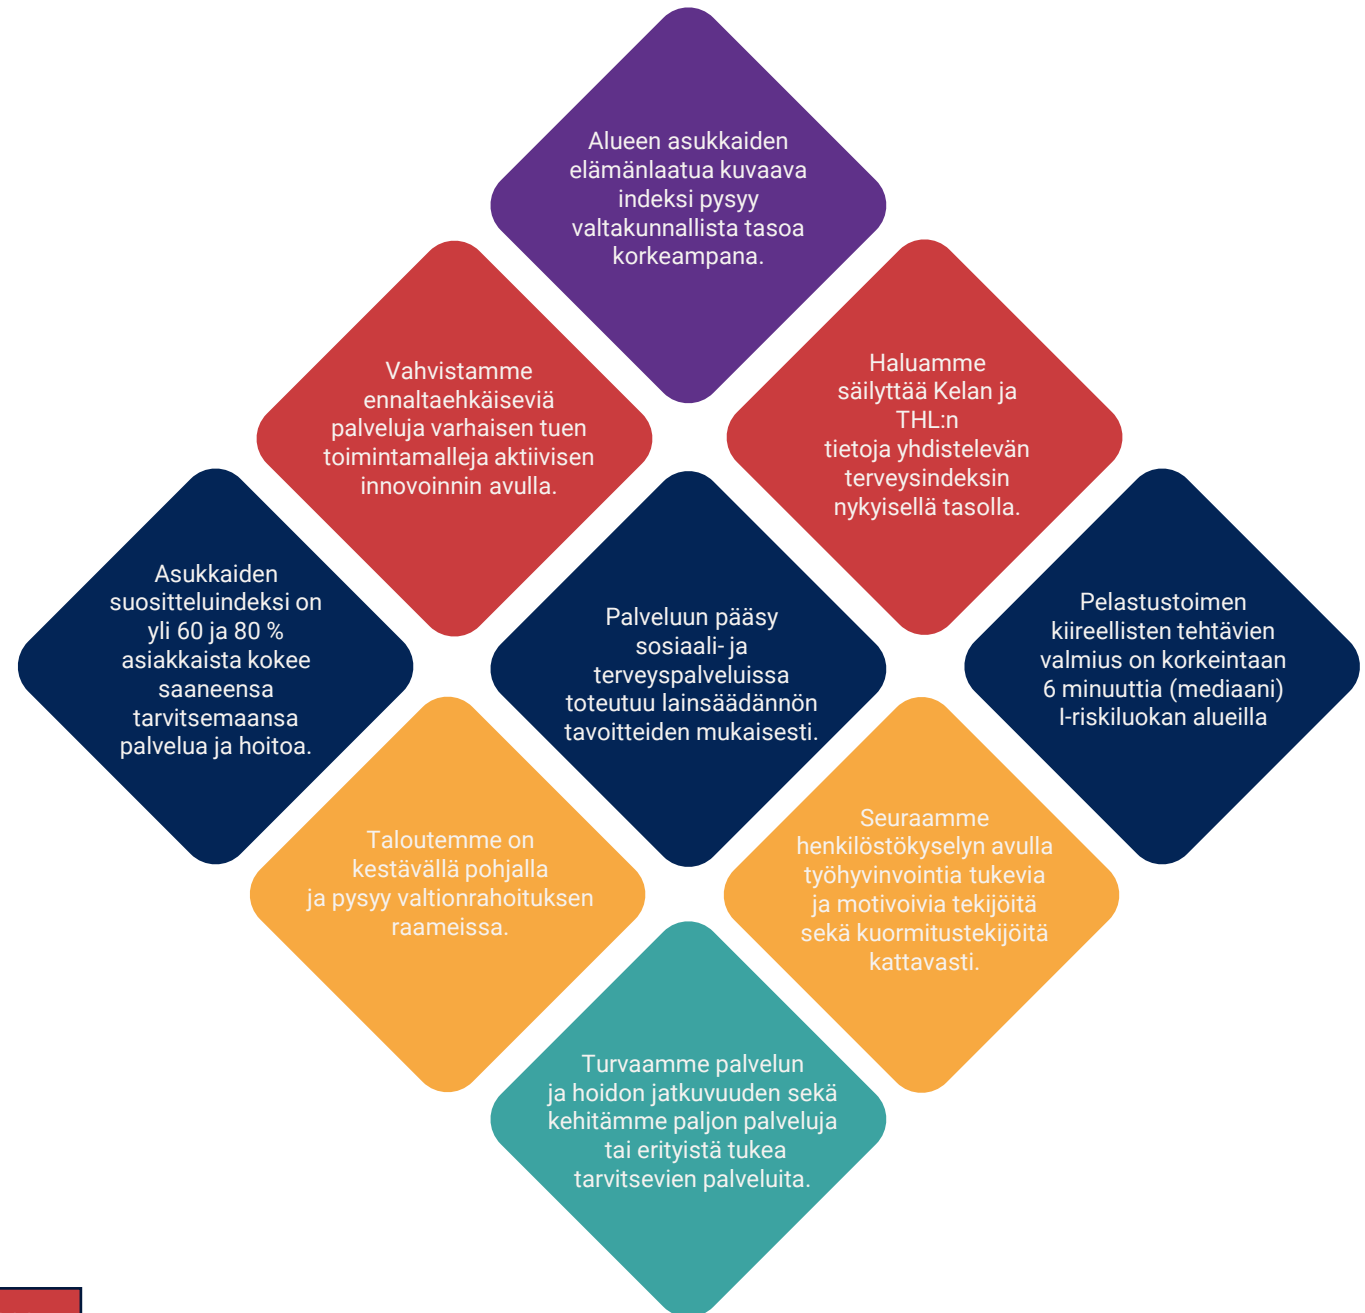 Alueen asukkaiden
elämänlaatua kuvaava
indeksi pysyy
valtakunnallista tasoa
korkeampana.
Vahvistamme
ennaltaehkäiseviä
palveluja varhaisen tuen
toimintamalleja aktiivisen
innovoinnin avulla.
Haluamme
säilyttää Kelan ja
THL:n
tietoja yhdistelevän
terveysindeksin
nykyisellä tasolla.
Asukkaiden
suositteluindeksi on
yli 60 ja 80 %
asiakkaista kokee
saaneensa
tarvitsemaansa
palvelua ja hoitoa.
Palveluun pääsy
sosiaali- ja
terveyspalveluissa
toteutuu lainsäädännön
tavoitteiden mukaisesti.
Pelastustoimen
kiireellisten tehtävien
valmius on korkeintaan
6 minuuttia (mediaani)
I-riskiluokan alueilla
Taloutemme on
kestävällä pohjalla
ja pysyy valtionrahoituksen
raameissa.
Seuraamme
henkilöstökyselyn avulla
työhyvinvointia tukevia
ja motivoivia tekijöitä
sekä kuormitustekijöitä
kattavasti.
Turvaamme palvelun
ja hoidon jatkuvuuden sekä
kehitämme paljon palveluja
tai erityistä tukea
tarvitsevien palveluita.